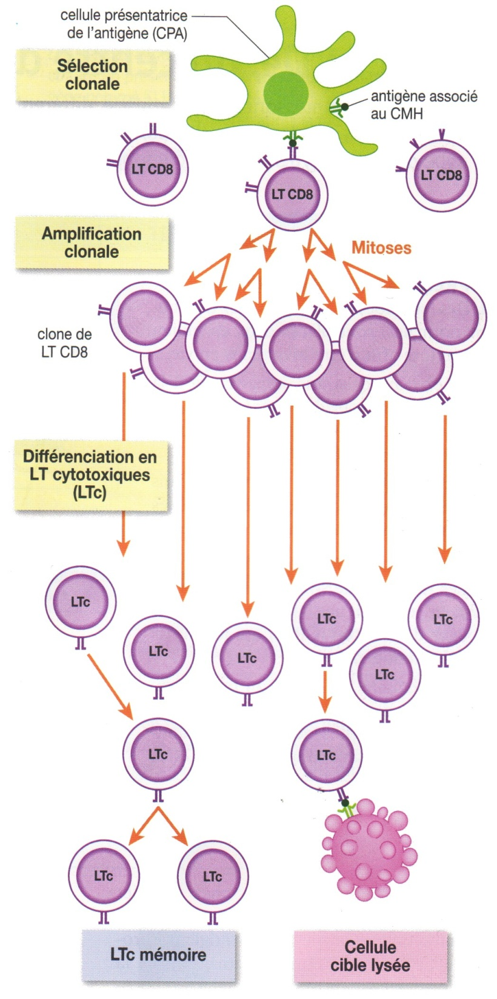 cellule présentatrice
de l'antigène (CPA)
Sélection
clonale
antigène associé
au CMH
LT CD8
LT CD8
LT CD8
Amplification
clonale
Mitoses
clone de
LT CD8
Différenciation en
LT cytotoxiques
(LTc)
LTc
LTc
LTc
LTc
LTc
LTc
LTc
LTc
LTc
LTc
LTc mémoire
Cellule
cible lysée